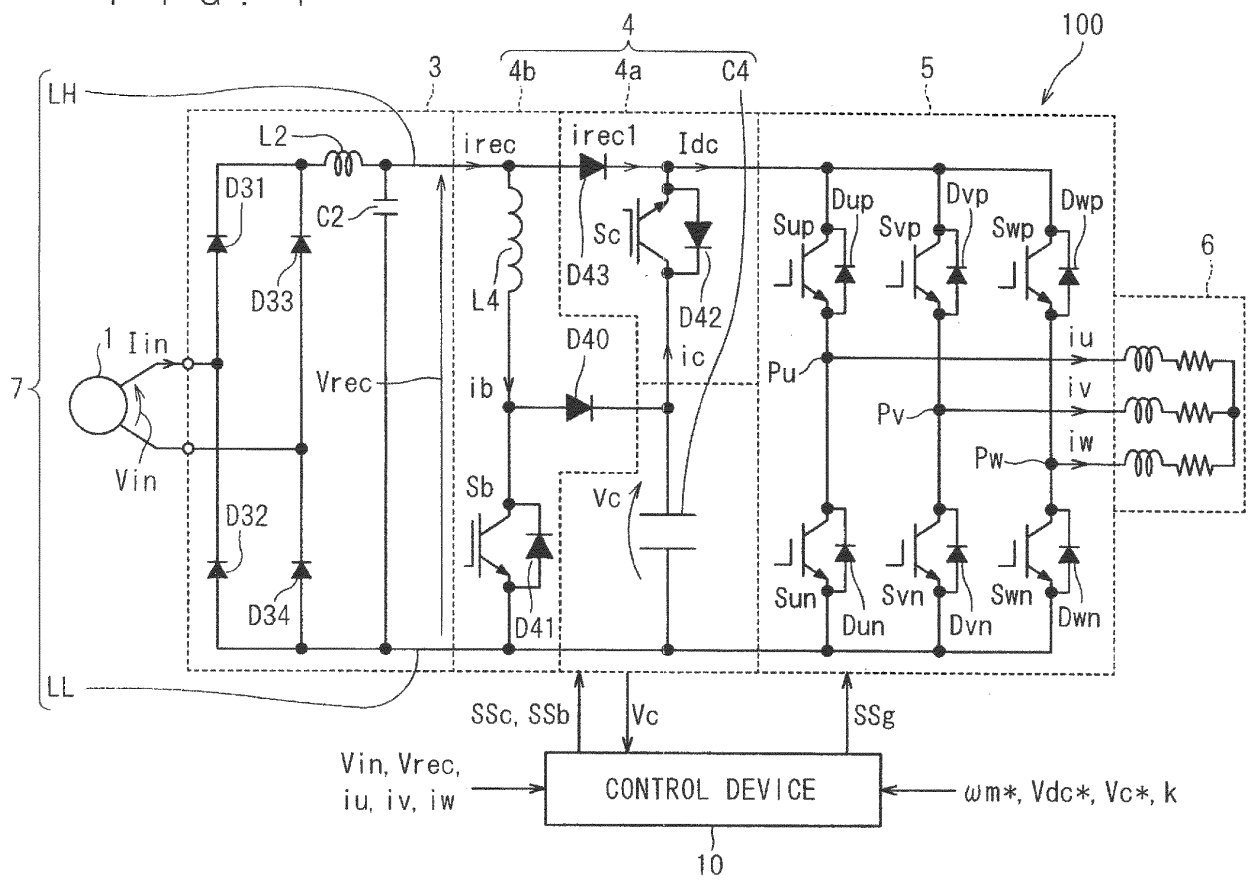 100
4
LH
3
4b
4a
C4
5
L2
irec
irec1
Idc
D31
C2
Sc
Dup
Dvp
Dwp
Sup
Svp
Swp
D43
6
D33
L4
D42
1
Iin
D40
iu
7
Vrec
ib
ic
Pu
iv
Pv
iw
Vin
Pw
Sb
Vc
D32
D34
D41
Sun
Svn
Swn
Dun
Dvn
Dwn
LL
SSc, SSb
Vc
SSg
Vin, Vrec,
iu, iv, iw
CONTROL DEVICE
ωm*, Vdc*, Vc*, k
10